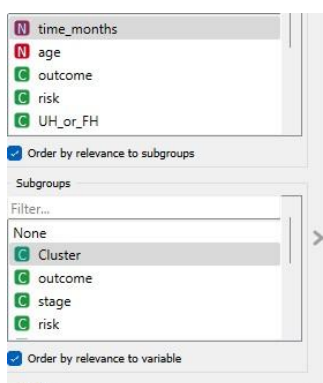 N time_months
N age
C outcome
C risk
C UH_or_FH
Order by relevance to subgroups
Subgroups
Filter...
None
C Cluster
C outcome
C stage
C risk
Order by relevance to variable